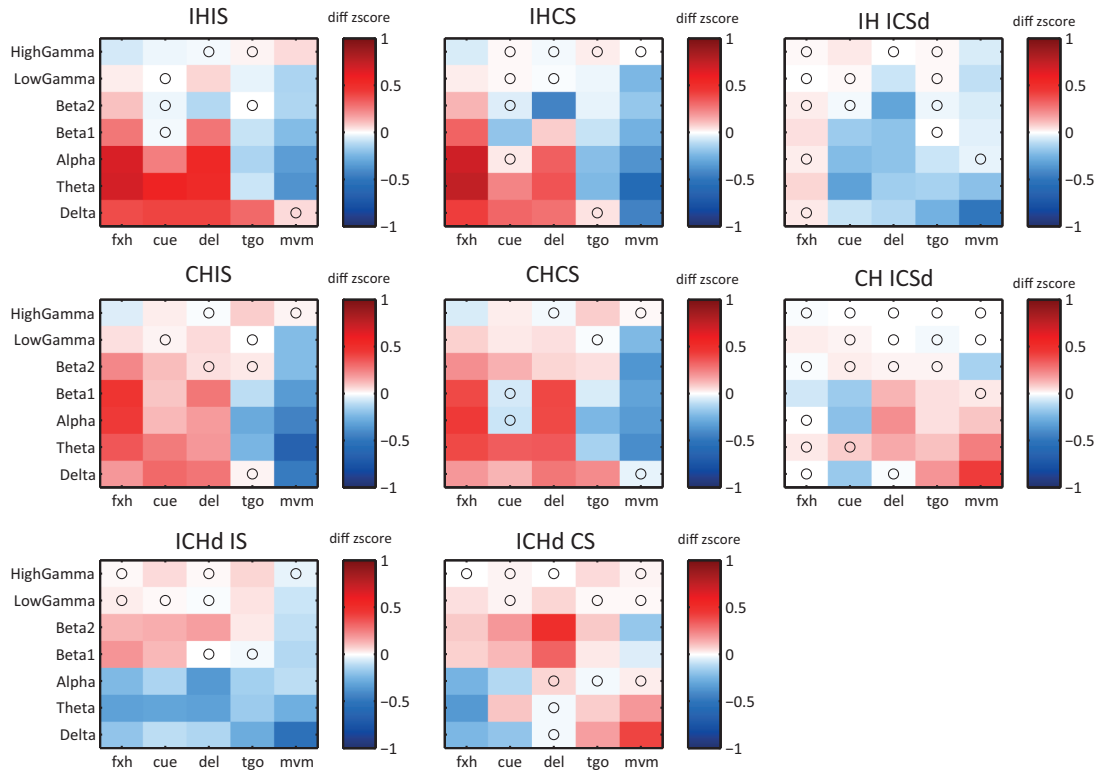 IHIS
diff zscore
HighGamma
LowGamma
Beta2
Beta1
Alpha
Theta
Delta
fxh cue del tgo mvm
1
0.5
0
−0.5
−1
IHCS
diff zscore
fxh cue del tgo mvm
1
0.5
0
−0.5
−1
IH ICSd
diff zscore
fxh cue del tgo mvm
1
0.5
0
−0.5
−1
CHIS
diff zscore
HighGamma
LowGamma
Beta2
Beta1
Alpha
Theta
Delta
fxh cue del tgo mvm
1
0.5
0
−0.5
−1
CHCS
diff zscore
fxh cue del tgo mvm
1
0.5
0
−0.5
−1
CH ICSd
diff zscore
fxh cue del tgo mvm
1
0.5
0
−0.5
−1
ICHd IS
diff zscore
HighGamma
LowGamma
Beta2
Beta1
Alpha
Theta
Delta
fxh cue del tgo mvm
1
0.5
0
−0.5
−1
ICHd CS
diff zscore
fxh cue del tgo mvm
1
0.5
0
−0.5
−1